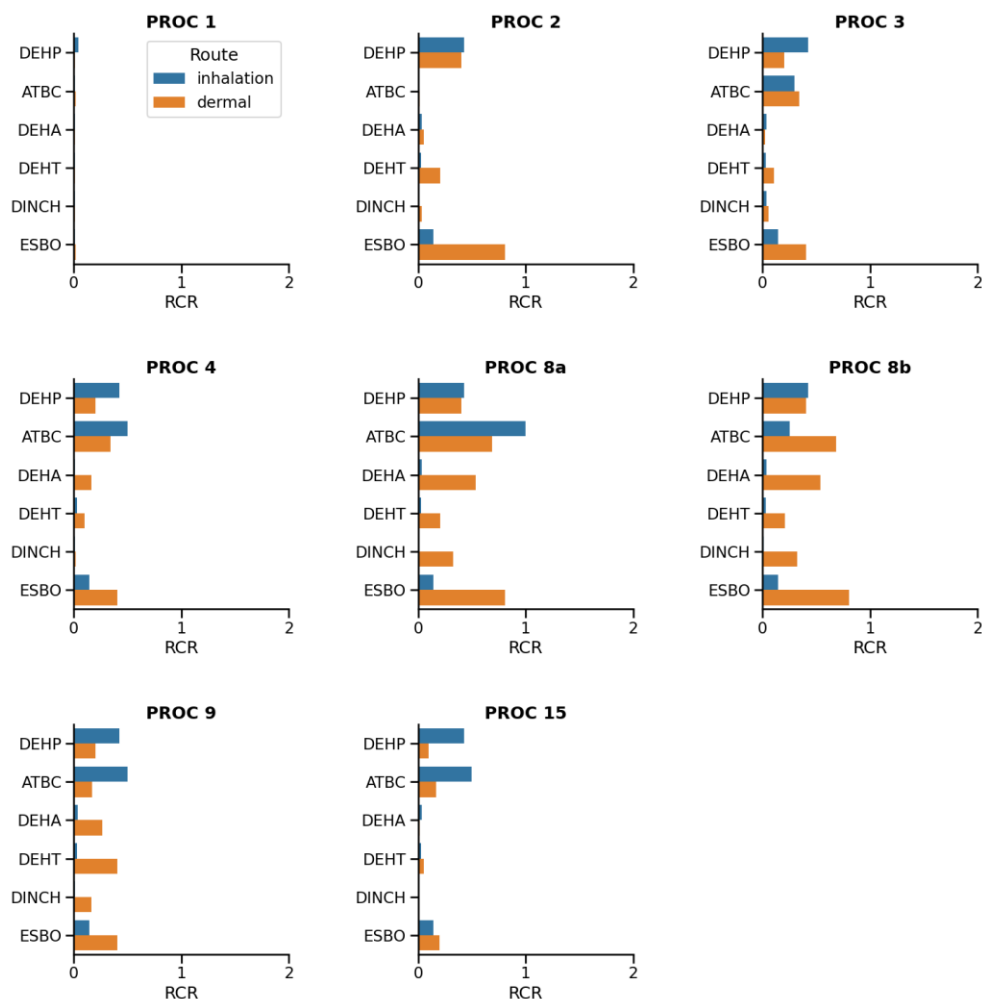 PROC 1
DEHP
ATBC
DEHA
DEHT
DINCH
ESBO
Route
inhalation
dermal
0 1 2
RCR
PROC 2
DEHP
ATBC
DEHA
DEHT
DINCH
ESBO
0 1 2
RCR
PROC 3
DEHP
ATBC
DEHA
DEHT
DINCH
ESBO
0 1 2
RCR
PROC 4
DEHP
ATBC
DEHA
DEHT
DINCH
ESBO
0 1 2
RCR
PROC 8a
DEHP
ATBC
DEHA
DEHT
DINCH
ESBO
0 1 2
RCR
PROC 8b
DEHP
ATBC
DEHA
DEHT
DINCH
ESBO
0 1 2
RCR
PROC 9
DEHP
ATBC
DEHA
DEHT
DINCH
ESBO
0 1 2
RCR
PROC 15
DEHP
ATBC
DEHA
DEHT
DINCH
ESBO
0 1 2
RCR